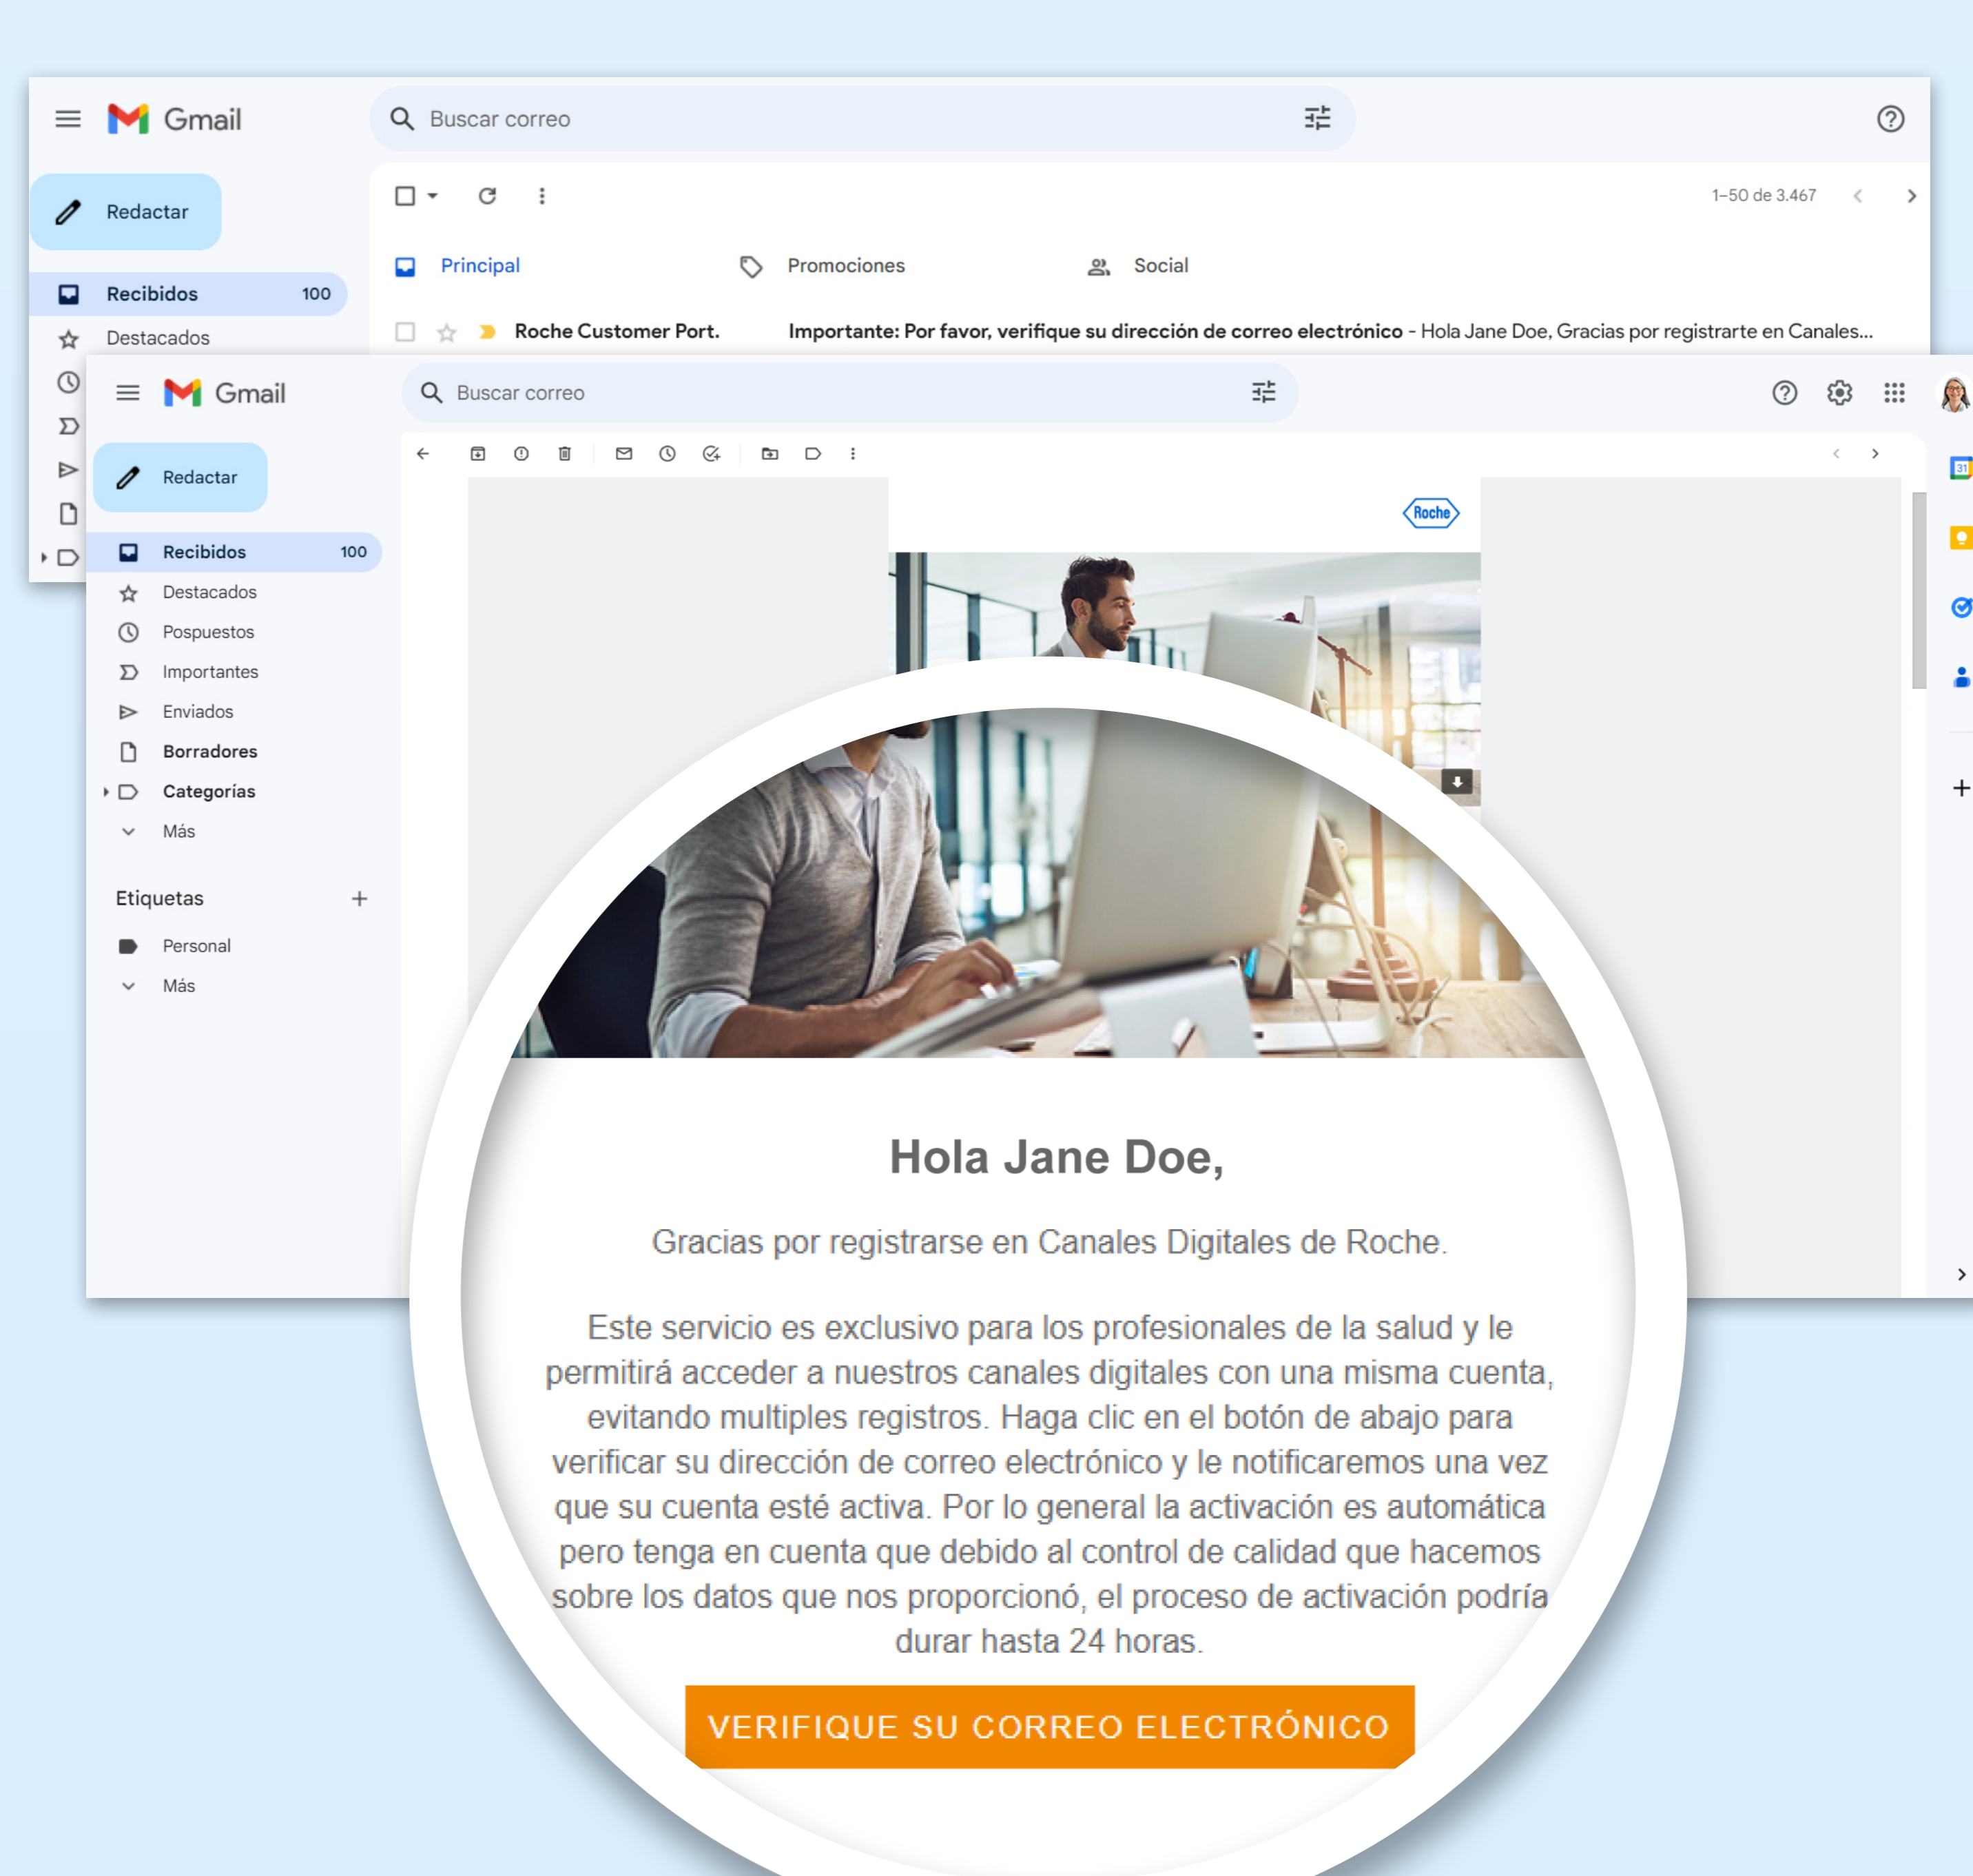 Gmail
Buscar correo
Redactar
1–50 de 3.467
Principal
Promociones
Social
Recibidos 100
Destacados
Roche Customer Port. Importante: Por favor, verifique su dirección de correo electrónico - Hola Jane Doe, Gracias por registrarte en Canales...
Gmail
Buscar correo
Redactar
31
Roche
Recibidos 100
Destacados
Pospuestos
Importantes
Enviados
Borradores
Categorías
Más
Etiquetas
Personal
Más
Hola Jane Doe,
Gracias por registrarse en Canales Digitales de Roche.
Este servicio es exclusivo para los profesionales de la salud y le
permitirá acceder a nuestros canales digitales con una misma cuenta,
evitando multiples registros. Haga clic en el botón de abajo para
verificar su dirección de correo electrónico y le notificaremos una vez
que su cuenta esté activa. Por lo general la activación es automática
pero tenga en cuenta que debido al control de calidad que hacemos
sobre los datos que nos proporcionó, el proceso de activación podría
durar hasta 24 horas.
VERIFIQUE SU CORREO ELECTRÓNICO